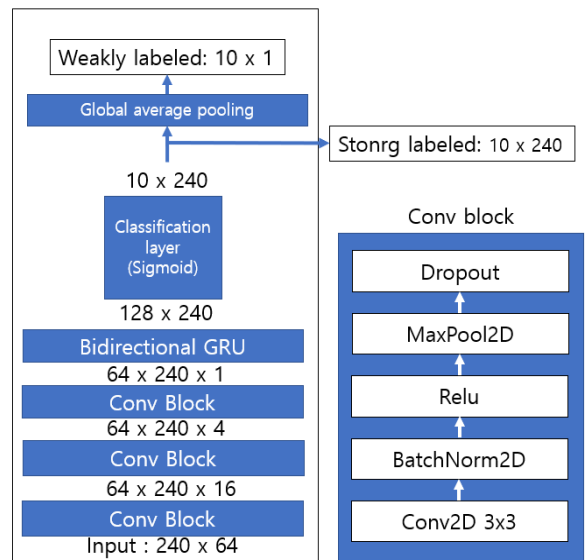 Weakly labeled: 10 x 1
Global average pooling
Stonrg labeled: 10 x 240
10 x 240
Classification
layer
(Sigmoid)
128 x 240
Bidirectional GRU
64 x 240 x 1
Conv Block
64 x 240 x 4
Conv Block
64 x 240 x 16
Conv Block
Input : 240 x 64
Conv block
Dropout
MaxPool2D
Relu
BatchNorm2D
Conv2D 3x3